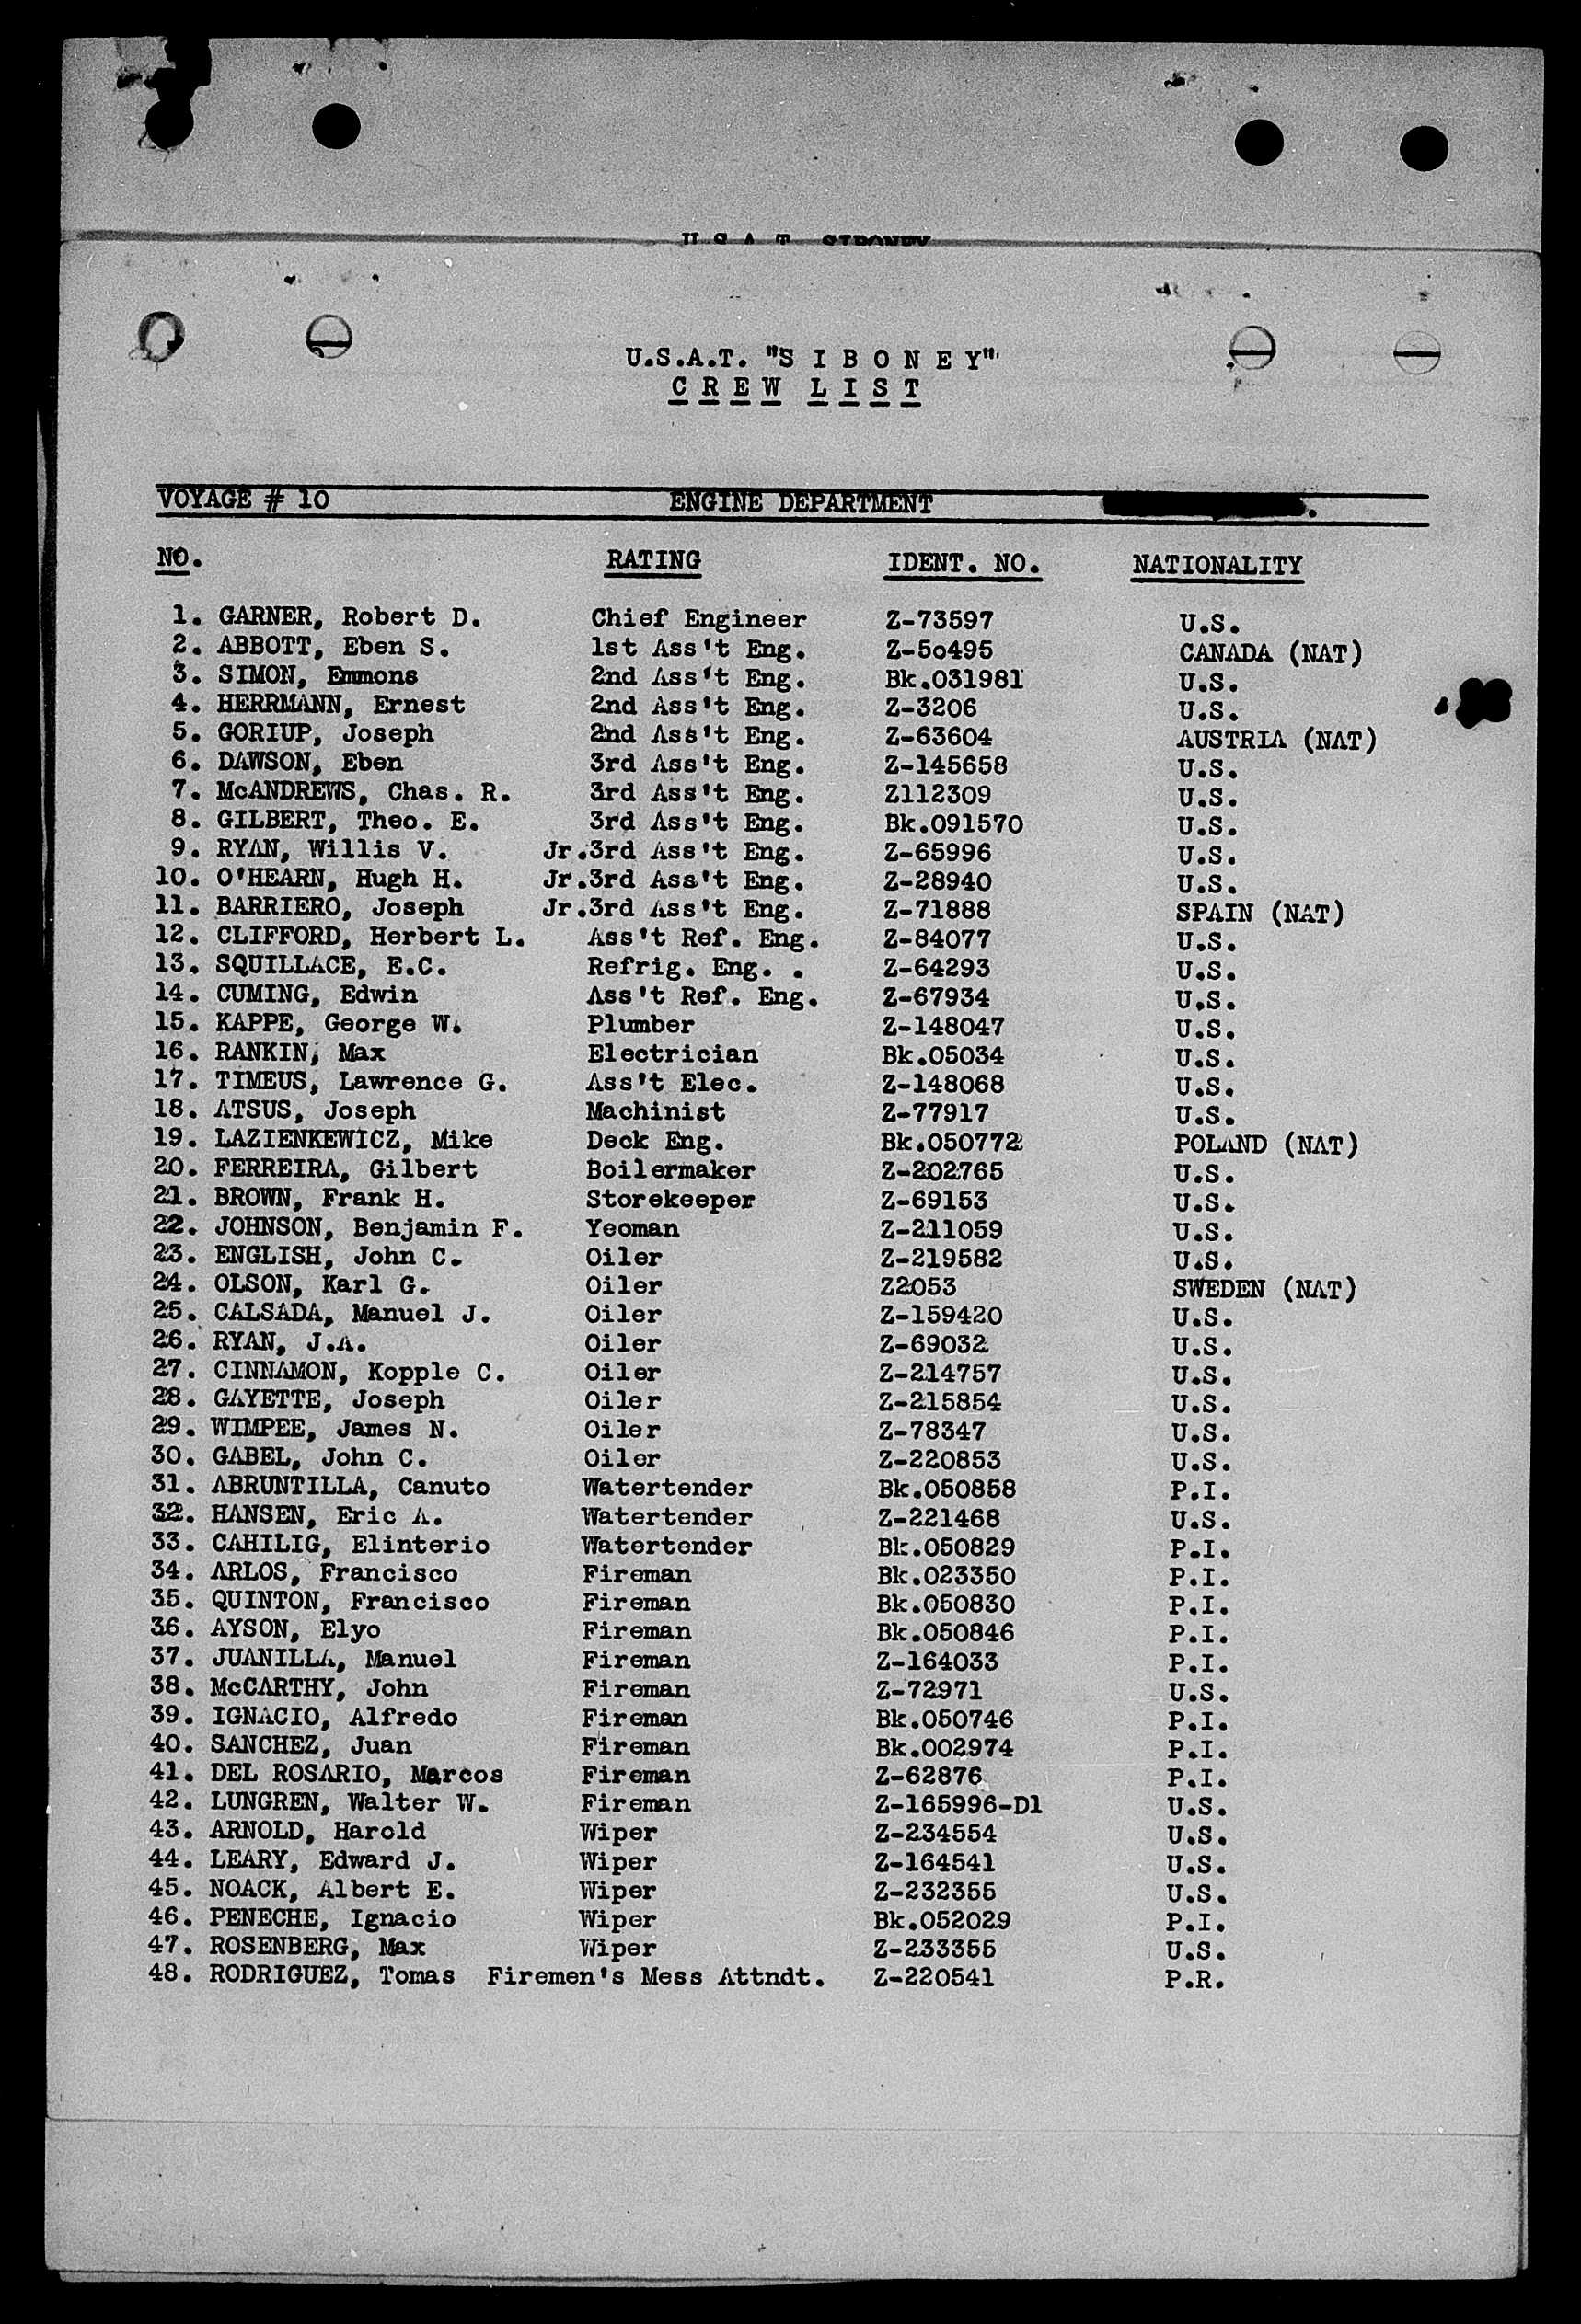 U.S.A.T. "S I B O N E Y"
C R E W L I S T
VOYAGE # 10 ENGINE DEPARTMENT
NO. RATING IDENT. NO. NATIONALITY
1. GARNER, Robert D. Chief Engineer Z-73597 U.S.
2. ABBOTT, Eben S. 1st Ass't Eng. Z-5o495 CANADA (NAT)
3. SIMON, Emmons 2nd Ass't Eng. Bk.031981 U.S.
4. HERRMANN, Ernest 2nd Ass't Eng. Z-3206 U.S.
5. GORIUP, Joseph 2nd Ass't Eng. Z-63604 AUSTRIA (NAT)
6. DAWSON, Eben 3rd Ass't Eng. Z-145658 U.S.
7. McANDREWS, Chas. R. 3rd Ass't Eng. Z112309 U.S.
8. GILBERT, Theo. E. 3rd Ass't Eng. Bk.091570 U.S.
9. RYAN, Willis V. Jr.3rd Ass't Eng. Z-65996 U.S.
10. O'HEARN, Hugh H. Jr.3rd Ass't Eng. Z-28940 U.S.
11. BARRIERO, Joseph Jr.3rd Ass't Eng. Z-71888 SPAIN (NAT)
12. CLIFFORD, Herbert L. Ass't Ref. Eng. Z-84077 U.S.
13. SQUILLACE, E.C. Refrig. Eng. . Z-64293 U.S.
14. CUMING, Edwin Ass't Ref. Eng. Z-67934 U.S.
15. KAPPE, George W. Plumber Z-148047 U.S.
16. RANKIN, Max Electrician Bk.05034 U.S.
17. TIMEUS, Lawrence G. Ass't Elec. Z-148068 U.S.
18. ATSUS, Joseph Machinist Z-77917 U.S.
19. LAZIENKEWICZ, Mike Deck Eng. Bk.050772 POLAND (NAT)
20. FERREIRA, Gilbert Boilermaker Z-202765 U.S.
21. BROWN, Frank H. Storekeeper Z-69153 U.S.
22. JOHNSON, Benjamin F. Yeoman Z-211059 U.S.
23. ENGLISH, John C. Oiler Z-219582 U.S.
24. OLSON, Karl G. Oiler Z2053 SWEDEN (NAT)
25. CALSADA, Manuel J. Oiler Z-159420 U.S.
26. RYAN, J.A. Oiler Z-69032 U.S.
27. CINNAMON, Kopple C. Oiler Z-214757 U.S.
28. GAYETTE, Joseph Oiler Z-215854 U.S.
29. WIMPEE, James N. Oiler Z-78347 U.S.
30. GABEL, John C. Oiler Z-220853 U.S.
31. ABRUNTILLA, Canuto Watertender Bk.050858 P.I.
32. HANSEN, Eric A. Watertender Z-221468 U.S.
33. CAHILIG, Elinterio Watertender Bk.050829 P.I.
34. ARLOS, Francisco Fireman Bk.023350 P.I.
35. QUINTON, Francisco Fireman Bk.050830 P.I.
36. AYSON, Elyo Fireman Bk.050846 P.I.
37. JUANILLA, Manuel Fireman Z-164033 P.I.
38. McCARTHY, John Fireman Z-72971 U.S.
39. IGNACIO, Alfredo Fireman Bk.050746 P.I.
40. SANCHEZ, Juan Fireman Bk.002974 P.I.
41. DEL ROSARIO, Marcos Fireman Z-62876 P.I.
42. LUNGREN, Walter W. Fireman Z-165996-D1 U.S.
43. ARNOLD, Harold Wiper Z-234554 U.S.
44. LEARY, Edward J. Wiper Z-164541 U.S.
45. NOACK, Albert E. Wiper Z-232355 U.S.
46. PENECHE, Ignacio Wiper Bk.052029 P.I.
47. ROSENBERG, Max Wiper Z-233355 U.S.
48. RODRIGUEZ, Tomas Firemen's Mess Attndt. Z-220541 P.R.